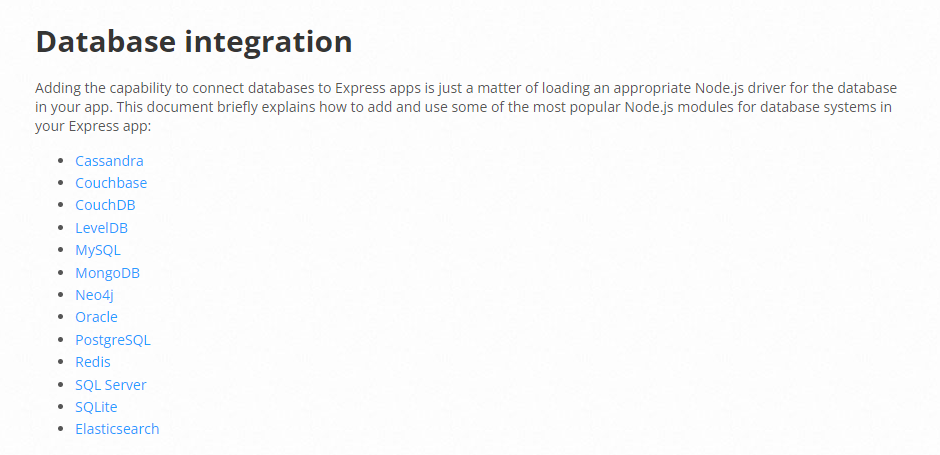 Database integration
Adding the capability to connect databases to Express apps is just a matter of loading an appropriate Node.js driver for the database
in your app. This document briefly explains how to add and use some of the most popular Node.js modules for database systems in
your Express app:
Cassandra
Couchbase
CouchDB
LevelDB
MySQL
MongoDB
Neo4j
Oracle
PostgreSQL
Redis
SQL Server
SQLite
Elasticsearch